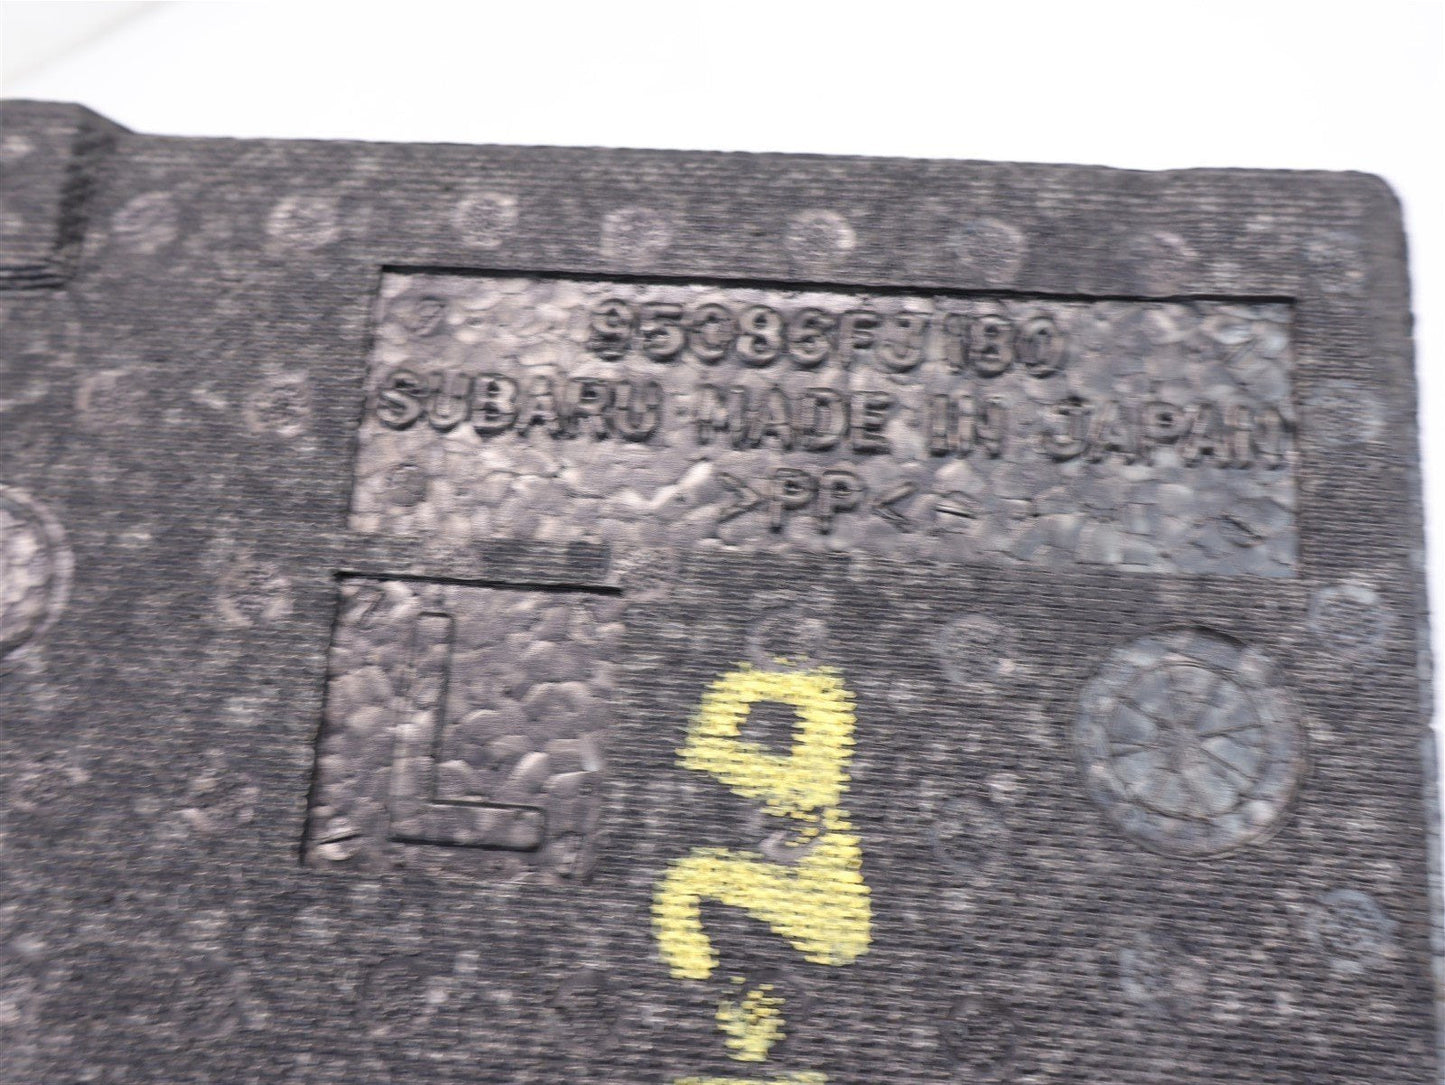 95086FJ180
SUBARU MADE IN JAPAN
>PP<
L